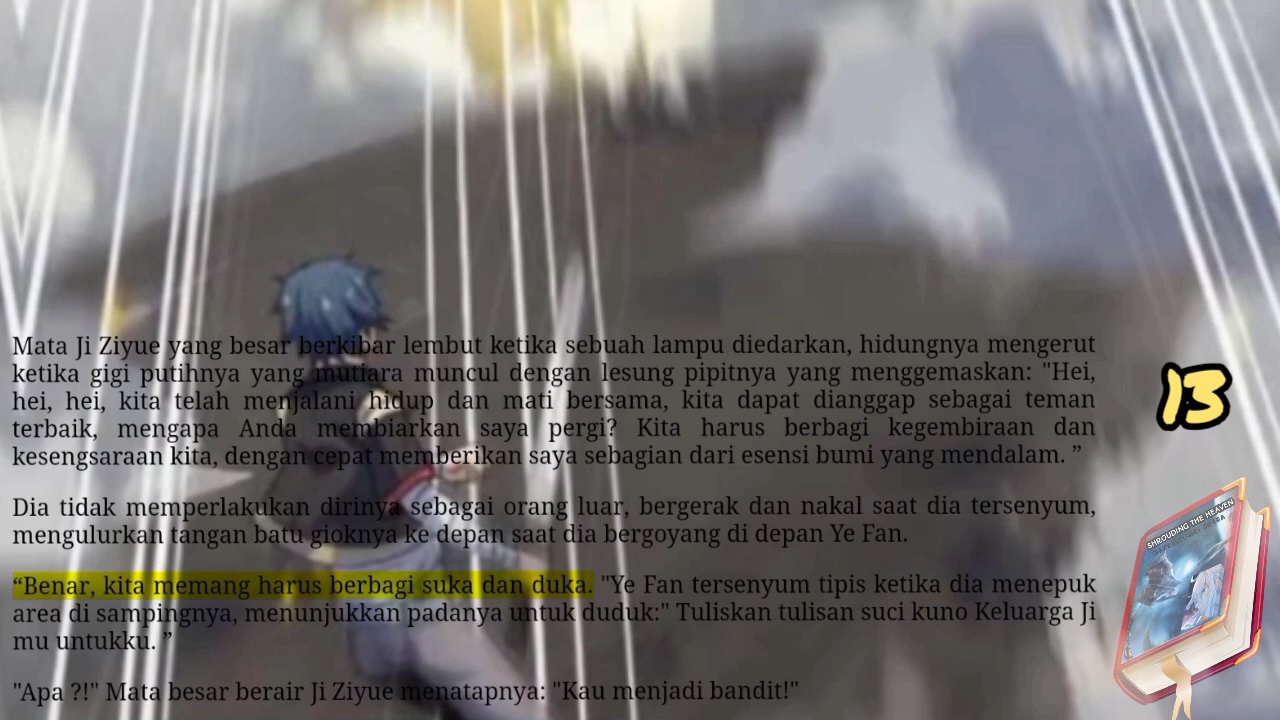 Mata Ji Ziyue yang besar berkibar lembut ketika sebuah lampu diedarkan, hidungnya mengerut
ketika gigi putihnya yang mutiara muncul dengan lesung pipitnya yang menggemaskan: "Hei,
hei, hei, kita telah menjalani hidup dan mati bersama, kita dapat dianggap sebagai teman
terbaik, mengapa Anda membiarkan saya pergi? Kita harus berbagi kegembiraan dan
kesengsaraan kita, dengan cepat memberikan saya sebagian dari esensi bumi yang mendalam. ”
Dia tidak memperlakukan dirinya sebagai orang luar, bergerak dan nakal saat dia tersenyum,
mengulurkan tangan batu gioknya ke depan saat dia bergoyang di depan Ye Fan.
“Benar, kita memang harus berbagi suka dan duka. "Ye Fan tersenyum tipis ketika dia menepuk
area di sampingnya, menunjukkan padanya untuk duduk:" Tuliskan tulisan suci kuno Keluarga Ji
mu untukku. ”
"Apa ?!" Mata besar berair Ji Ziyue menatapnya: "Kau menjadi bandit!"
13
SHROUDING THE HEAVEN